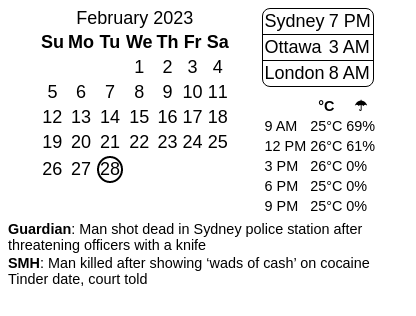 February 2023
Su Mo Tu We Th Fr Sa
1 2 3 4
5 6 7 8 9 10 11
12 13 14 15 16 17 18
19 20 21 22 23 24 25
26 27 28
Sydney 7 PM
Ottawa 3 AM
London 8 AM
°C ☂
9 AM 25°C 69%
12 PM 26°C 61%
3 PM 26°C 0%
6 PM 25°C 0%
9 PM 25°C 0%
Guardian: Man shot dead in Sydney police station after
threatening officers with a knife
SMH: Man killed after showing ‘wads of cash’ on cocaine
Tinder date, court told